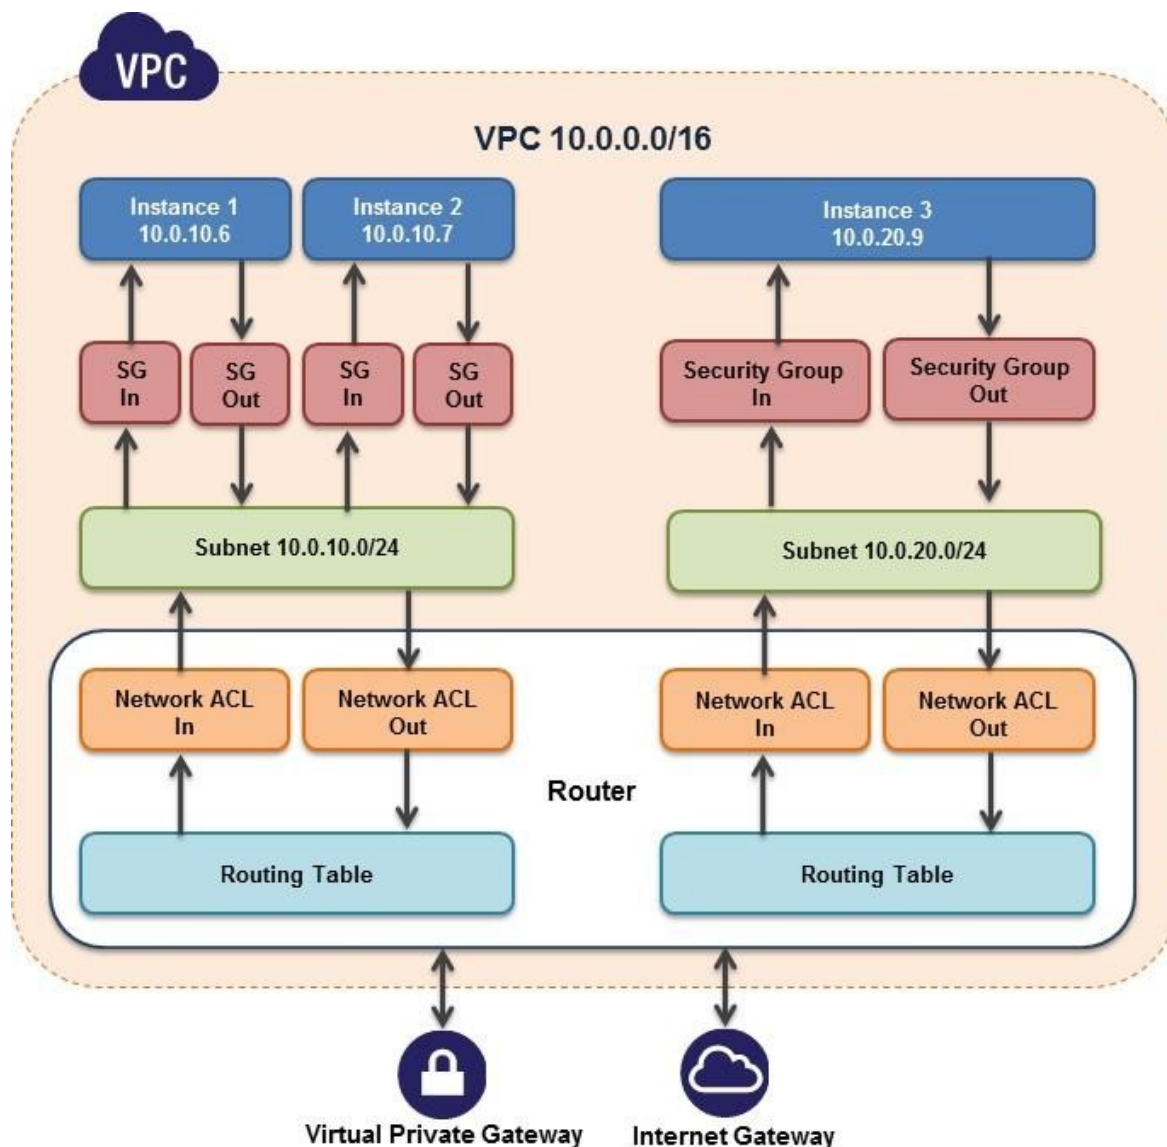 VPC
VPC 10.0.0.0/16
Instance 1
10.0.10.6
Instance 2
10.0.10.7
Instance 3
10.0.20.9
SG
In
SG
Out
SG
In
SG
Out
Security Group
In
Security Group
Out
Subnet 10.0.10.0/24
Subnet 10.0.20.0/24
Network ACL
In
Network ACL
Out
Network ACL
In
Network ACL
Out
Router
Routing Table
Routing Table
Virtual Private Gateway
Internet Gateway